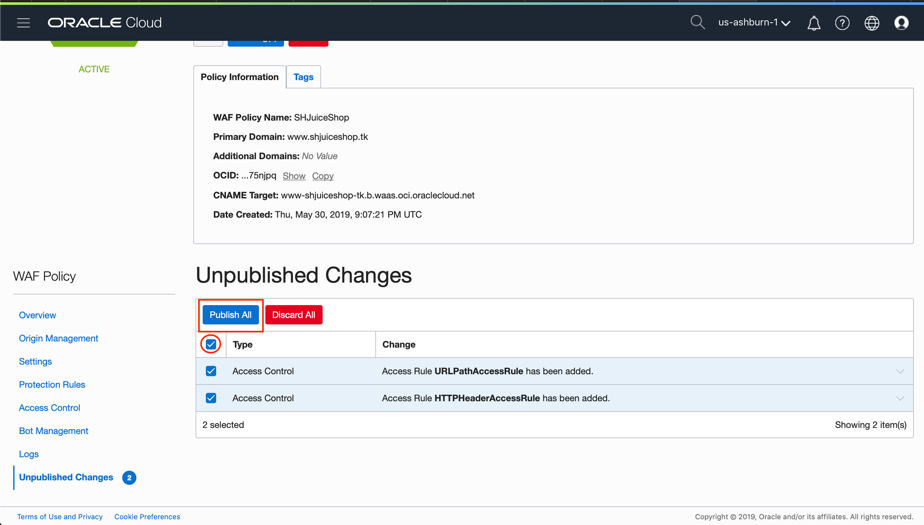 ORACLE Cloud
us-ashburn-1
ACTIVE
Policy Information
Tags
WAF Policy Name: SHJuiceShop
Primary Domain: www.shjuiceshop.tk
Additional Domains: No Value
OCID: ...75njpq Show Copy
CNAME Target: www-shjuiceshop-tk.b.waas.oci.oraclecloud.net
Date Created: Thu, May 30, 2019, 9:07:21 PM UTC
WAF Policy
Overview
Origin Management
Settings
Protection Rules
Access Control
Bot Management
Logs
Unpublished Changes 2
Unpublished Changes
Publish All Discard All
Type Change
Access Control Access Rule URLPathAccessRule has been added.
Access Control Access Rule HTTPHeaderAccessRule has been added.
2 selected Showing 2 item(s)
Terms of Use and Privacy Cookie Preferences Copyright © 2019, Oracle and/or its affiliates. All rights reserved.